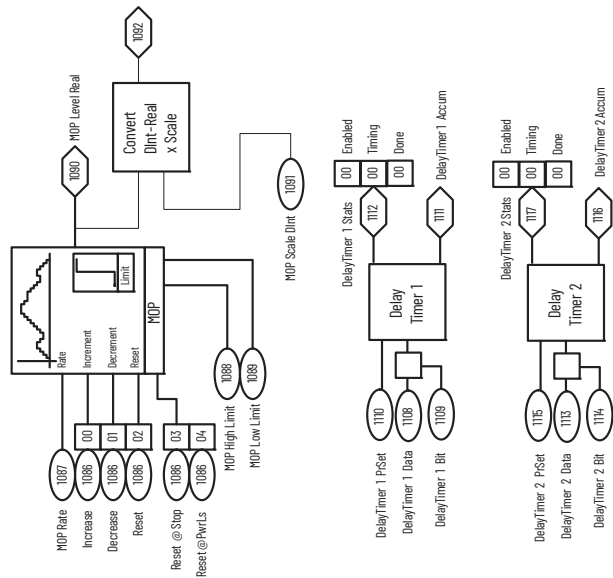 1090
MOP Level Real
1092
Convert
DInt-Real
x Scale
1091
MOP Scale DInt
Rate
Increment
Decrement
Reset
Limit
MOP
1087
MOP Rate
1086
00
Increase
1086
01
Decrease
1086
02
Reset
1086
03
Reset @ Stop
1086
04
Reset @ PwrLs
1088
MOP High Limit
1089
MOP Low Limit
DelayTimer 1 Stats
1112
00
Enabled
00
Timing
00
Done
1111
DelayTimer 1 Accum
Delay
Timer 1
1110
DelayTimer 1 PrSet
1108
DelayTimer 1 Data
1109
DelayTimer 1 Bit
DelayTimer 2 Stats
1117
00
Enabled
00
Timing
00
Done
1116
DelayTimer 2 Accum
Delay
Timer 2
1115
DelayTimer 2 PrSet
1113
DelayTimer 2 Data
1114
DelayTimer 2 Bit